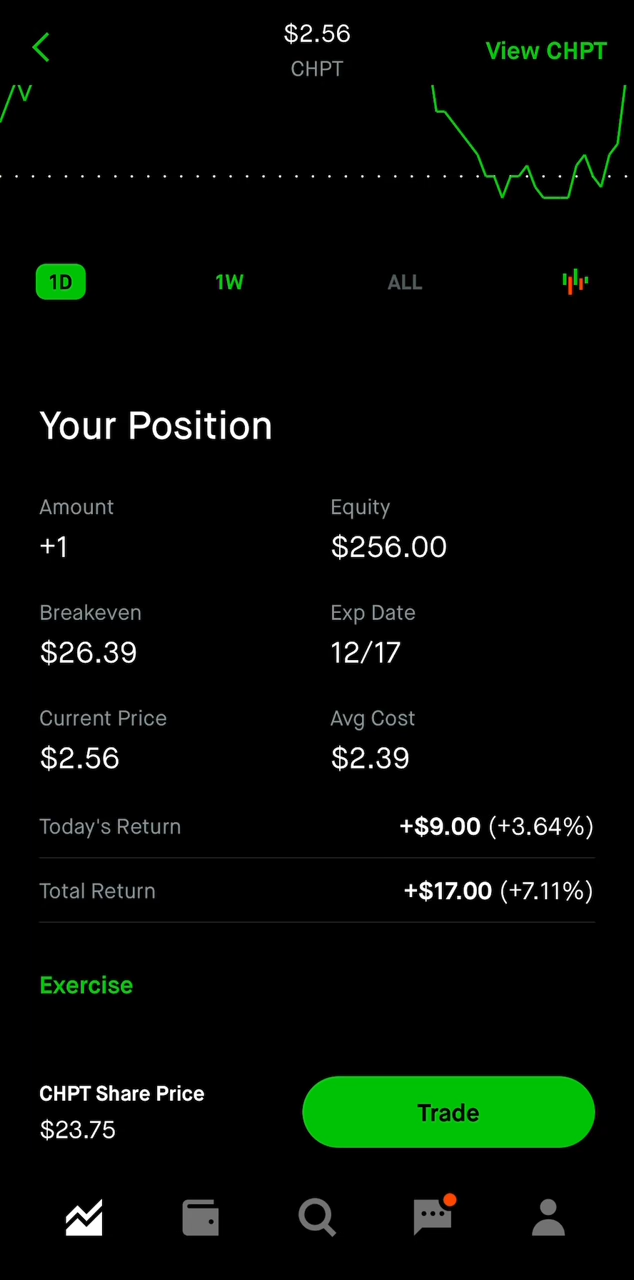 $2.56
CHPT
View CHPT
1D 1W ALL
Your Position
Amount Equity
+1 $256.00
Breakeven Exp Date
$26.39 12/17
Current Price Avg Cost
$2.56 $2.39
Today's Return +$9.00 (+3.64%)
Total Return +$17.00 (+7.11%)
Exercise
CHPT Share Price
$23.75
Trade